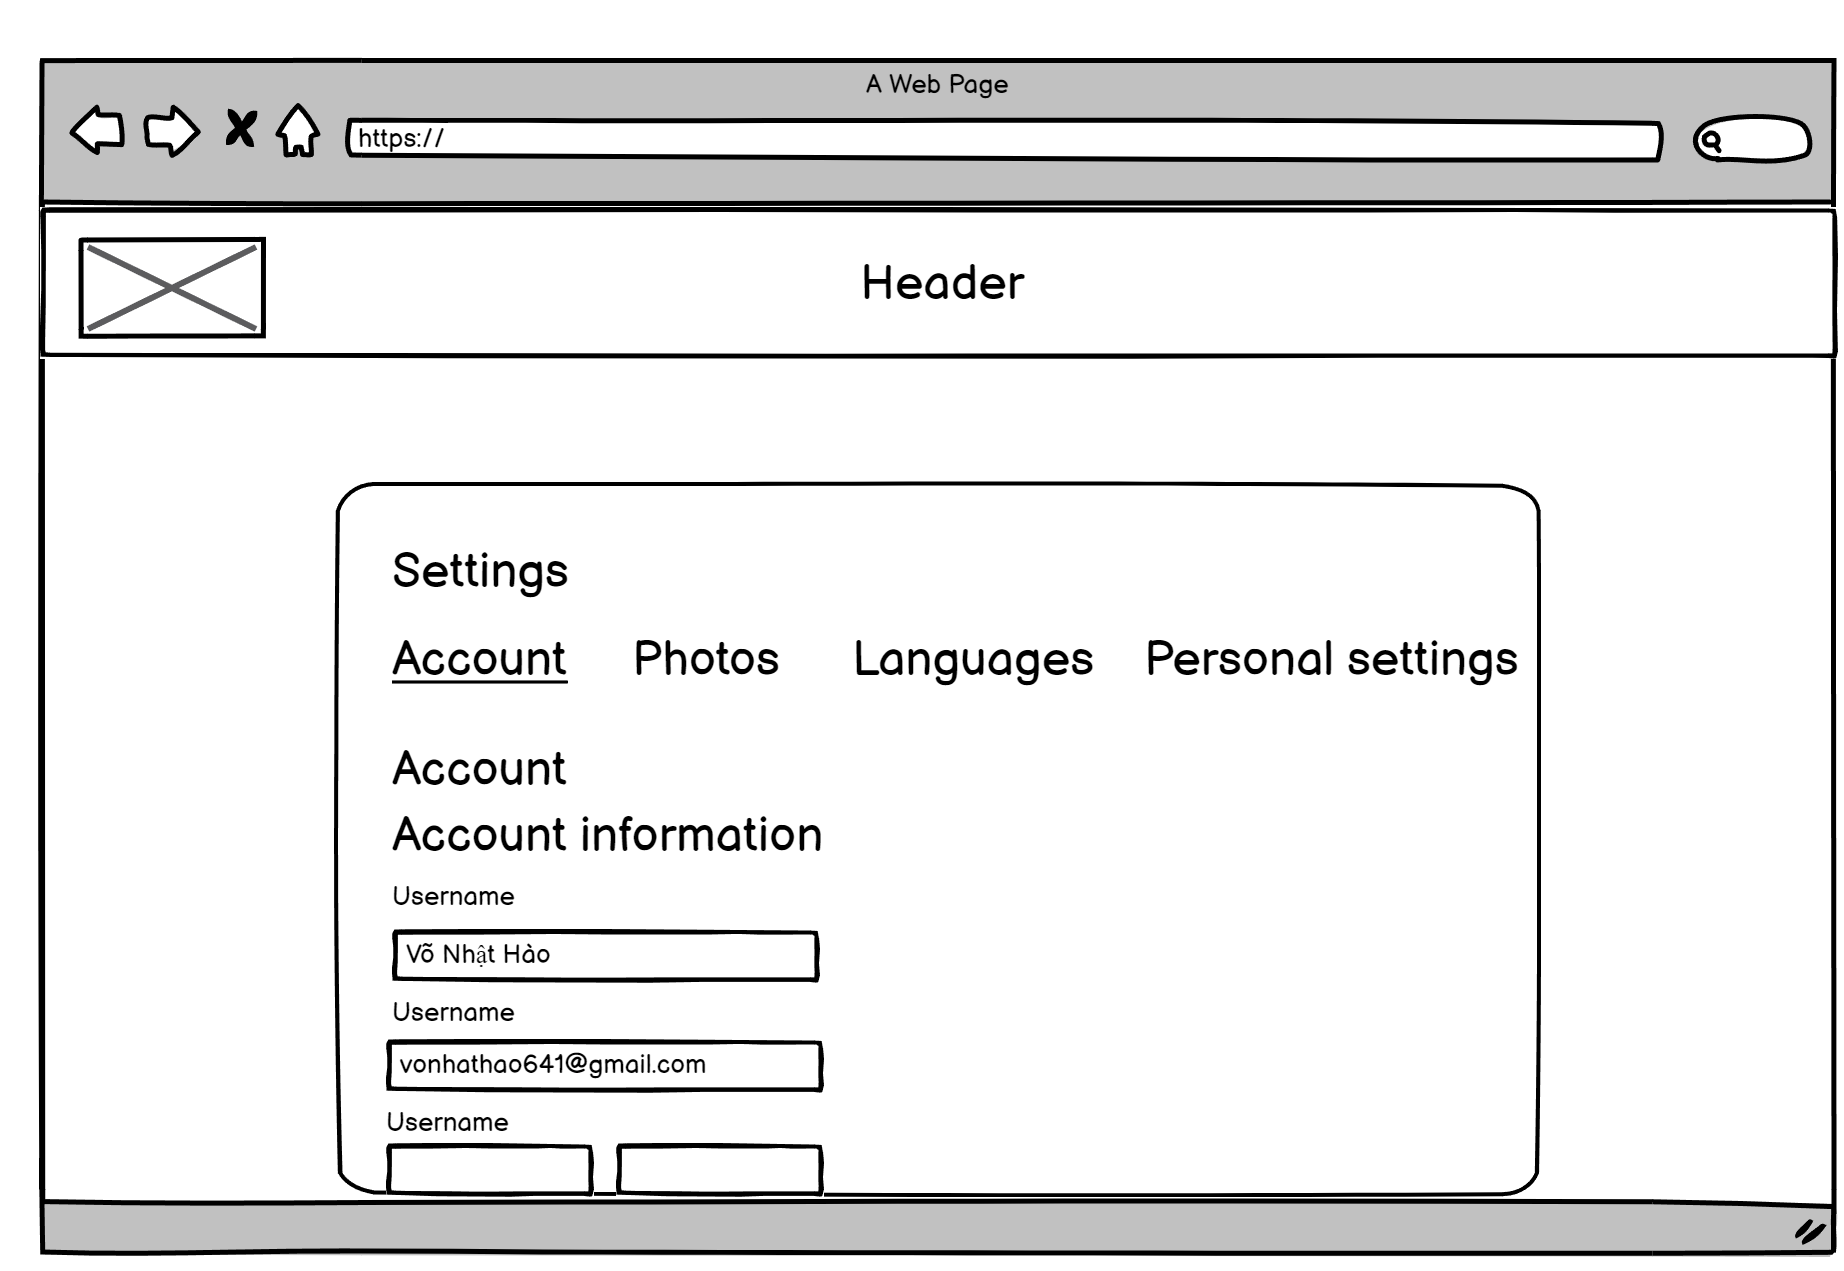 A Web Page
https://
Header
Settings
Account Photos Languages Personal settings
Account
Account information
Username
Võ Nhật Hào
Username
vonhathao641@gmail.com
Username